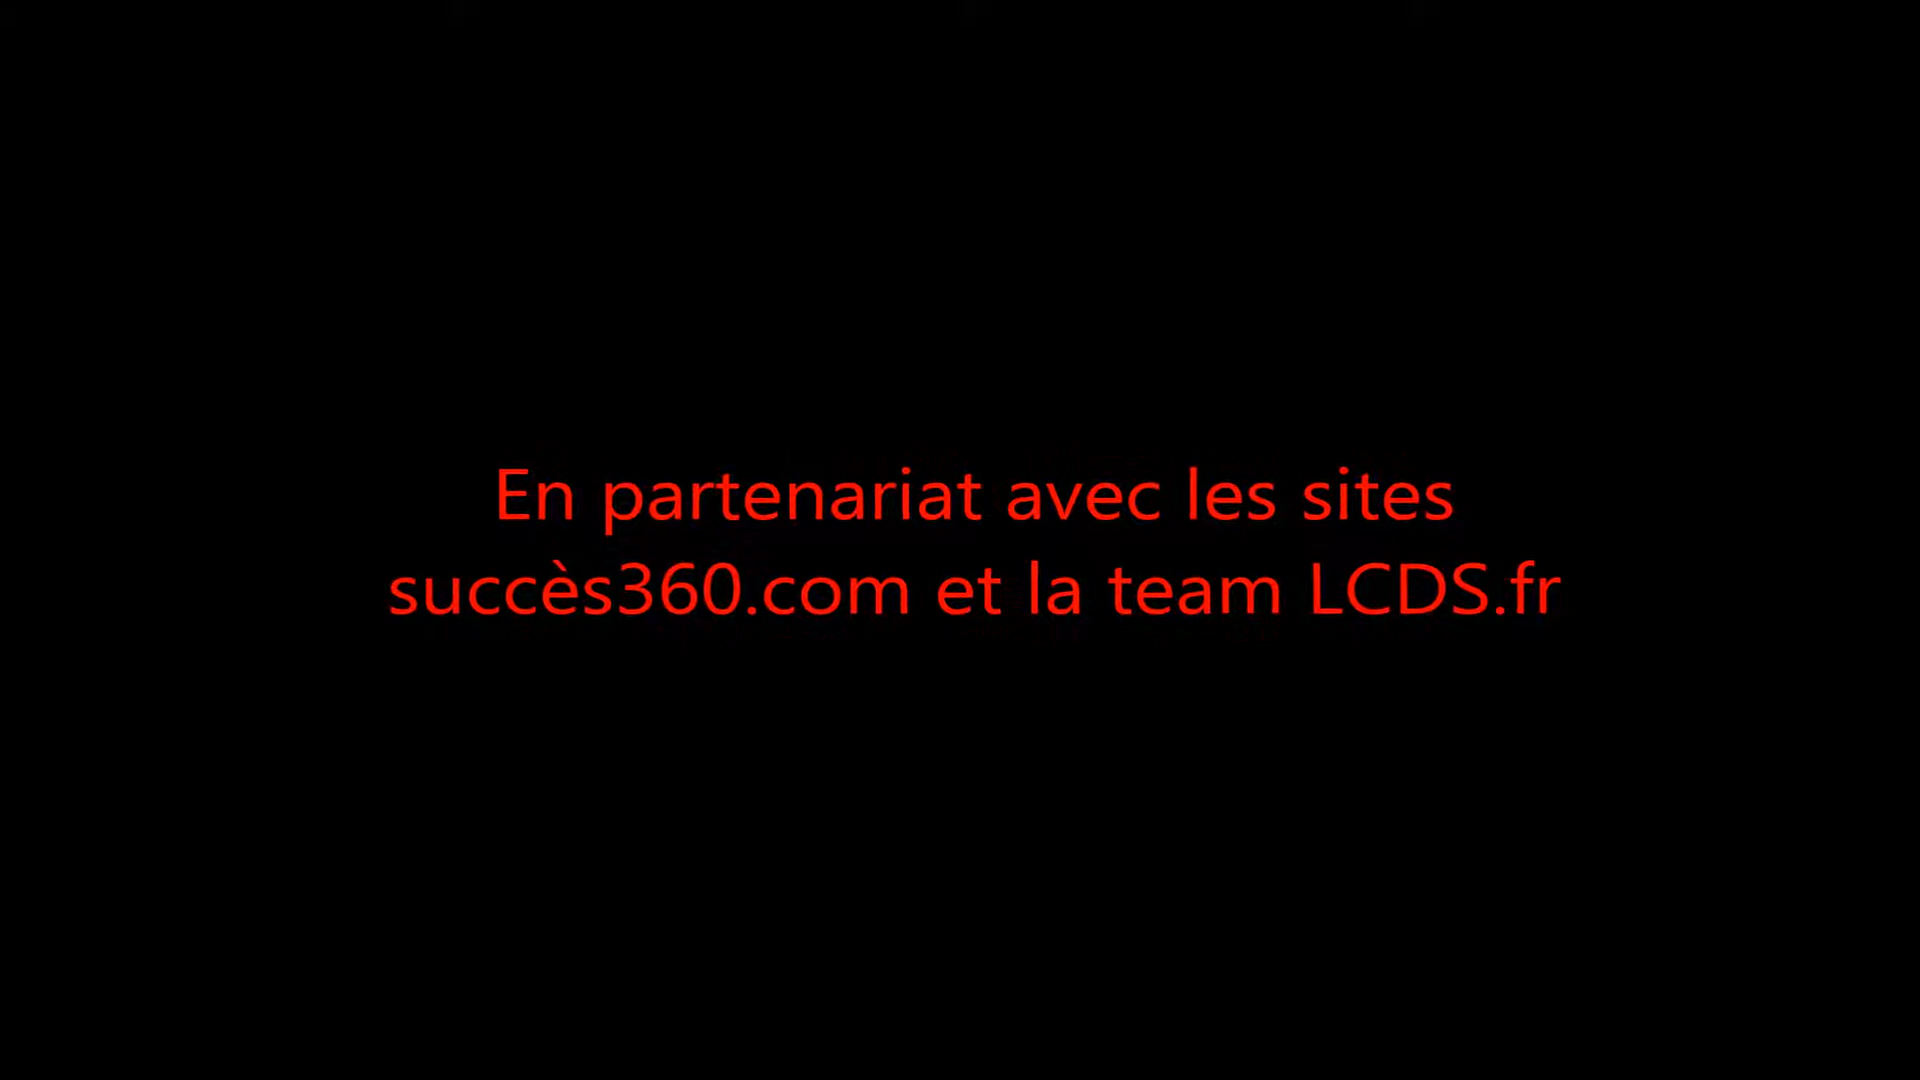 En partenariat avec les sites
succès360.com et la team LCDS.fr